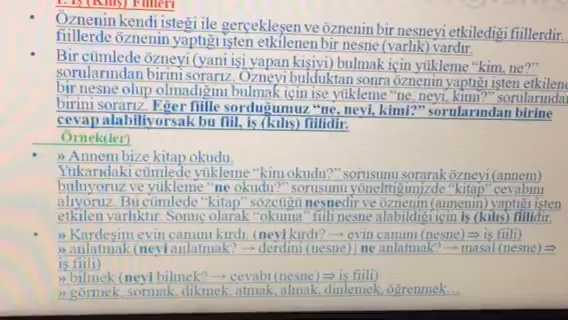 1. İş (Kılış) Fiilleri
• Öznenin kendi isteği ile gerçekleşen ve öznenin bir nesneyi etkilediği fiillerdir.
fiillerde öznenin yaptığı işten etkilenen bir nesne (varlık) vardır.
• Bir cümlede özneyi (yani işi yapan kişiyi) bulmak için yükleme “kim, ne?”
sorularından birini sorarız. Özneyi bulduktan sonra öznenin yaptığı işten etkilene
bir nesne olup olmadığını bulmak için ise yükleme “ne, neyi, kimi?” sorularından
birini sorarız. Eğer fiille sorduğumuz “ne, neyi, kimi?” sorularından birine
cevap alabiliyorsak bu fiil, iş (kılış) fiilidir.
Örnek(ler)
• » Annem bize kitap okudu.
Yukarıdaki cümlede yükleme “kim okudu?” sorusunu sorarak özneyi (annem)
buluyoruz ve yükleme “ne okudu?” sorusunu yönelttiğimizde “kitap” cevabını
alıyoruz. Bu cümlede “kitap” sözcüğü nesnedir ve öznenin (annenin) yaptığı işten
etkilen varlıktır. Sonuç olarak “okuma” fiili nesne alabildiği için iş (kılış) fiilidir.
• » Kardeşim evin camını kırdı. (neyi kırdı? → evin camını (nesne) ⇒ iş fiili)
» anlatmak (neyi anlatmak? → derdini (nesne) | ne anlatmak? → masal (nesne) ⇒
iş fiili)
» bilmek (neyi bilmek? → cevabı (nesne) ⇒ iş fiili)
» görmek, sormak, dikmek, atmak, almak, dinlemek, öğrenmek…